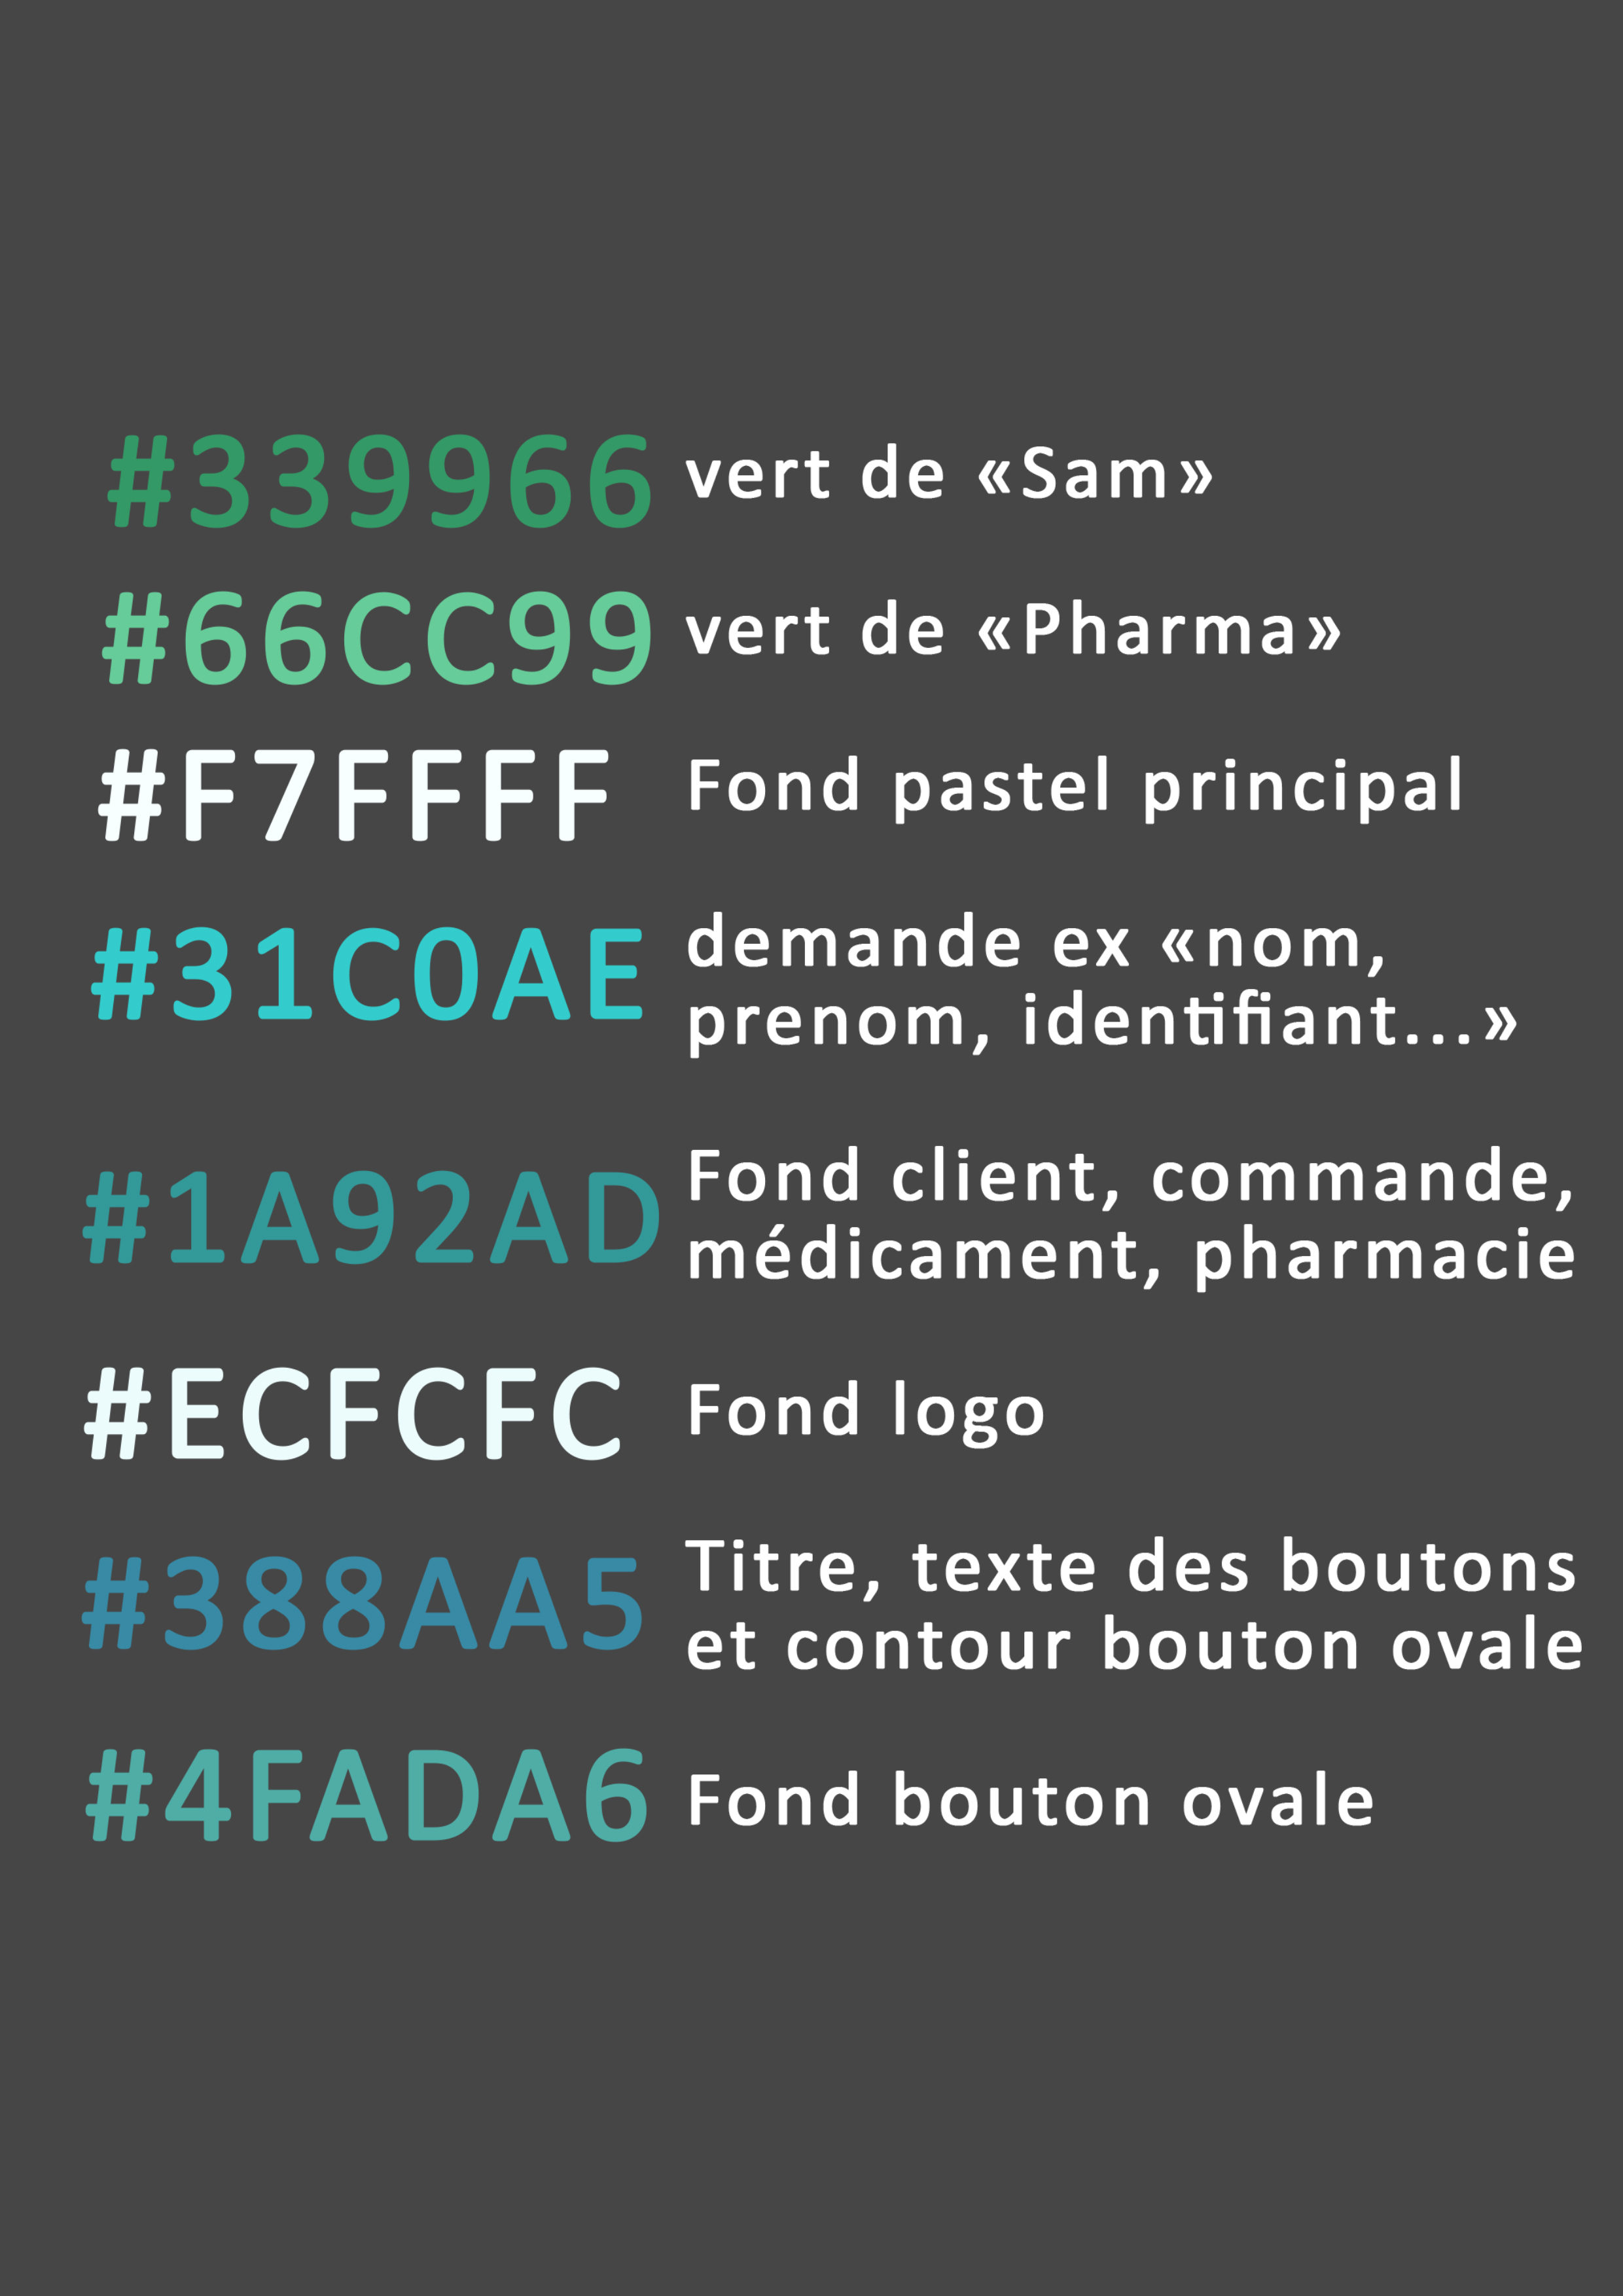 #339966 vert de «Sam»
#66CC99 vert de «Pharma»
#F7FFFF Fond pastel principal
#31C0AE demande ex «nom,
prenom, identifiant...»
#1A92AD Fond client, commande,
médicament, pharmacie
#ECFCFC Fond logo
#388AA5 Titre, texte des boutons
et contour bouton ovale
#4FADA6 Fond bouton ovale